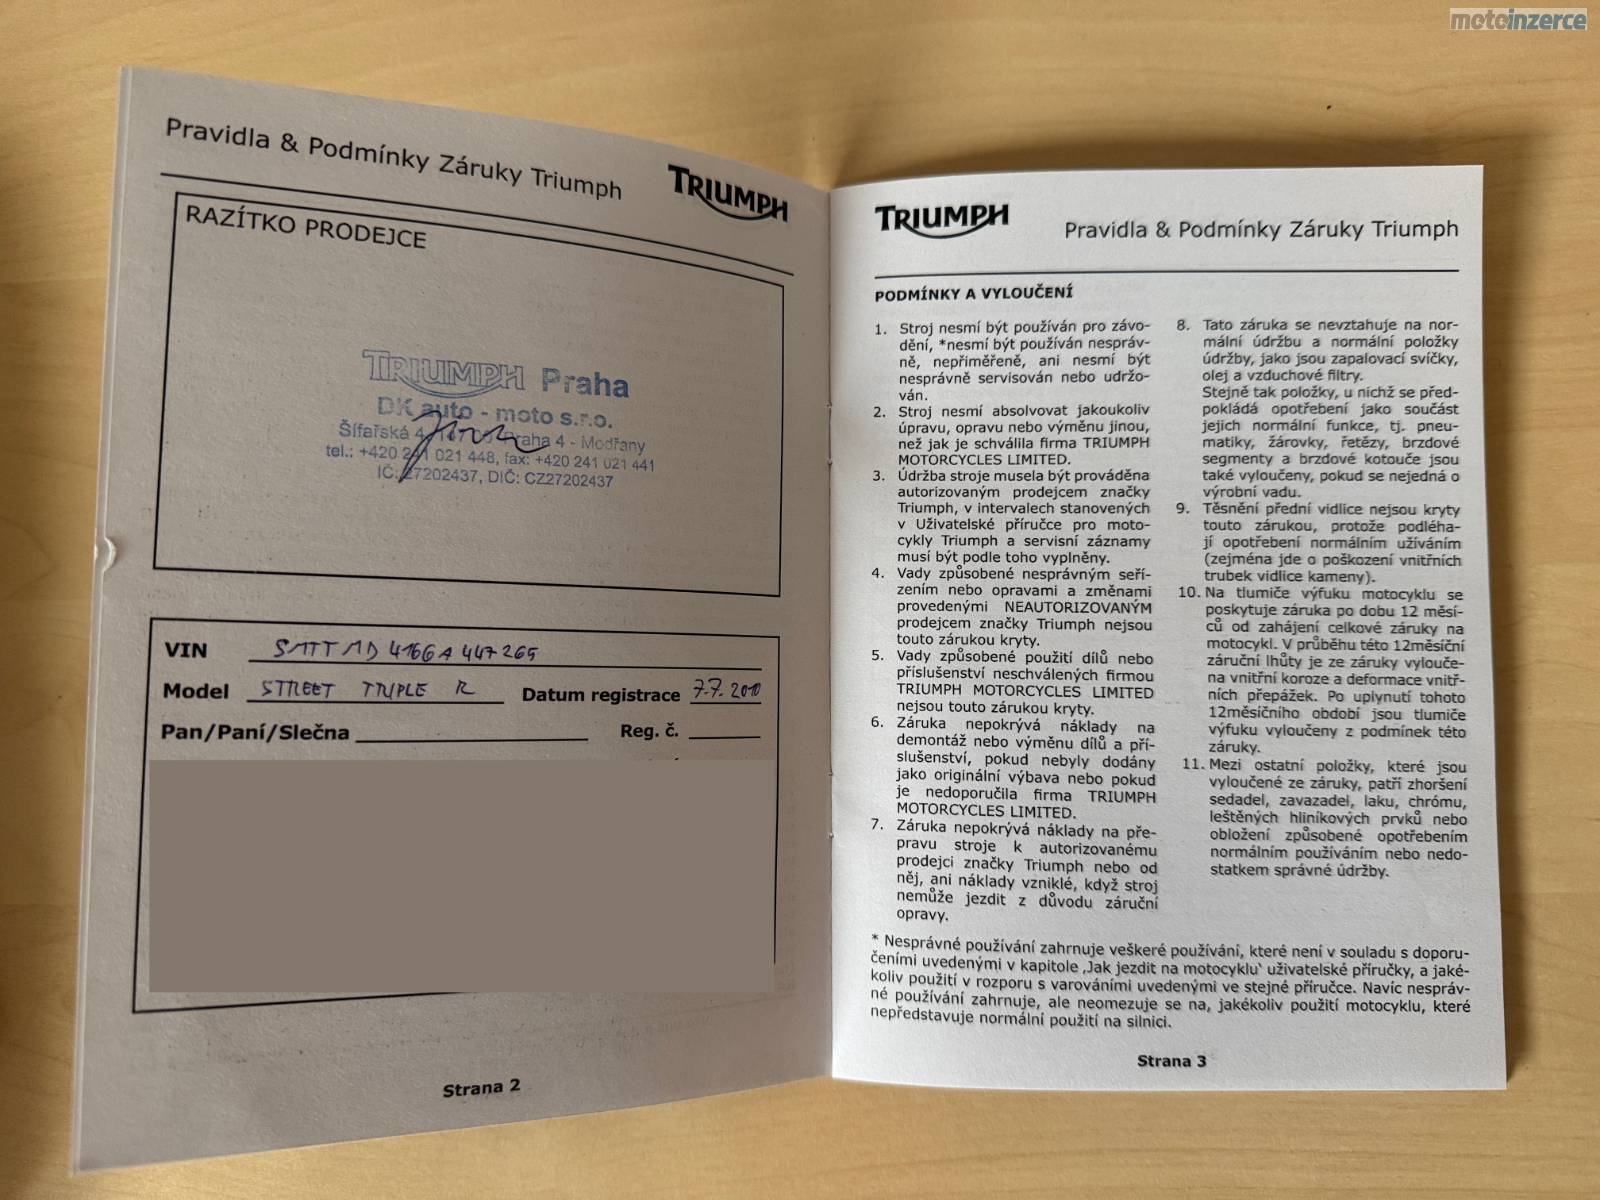 motoinzerce
Pravidla & Podmínky Záruky Triumph
TRIUMPH
RAZÍTKO PRODEJCE
TRIUMPH Praha
DK auto - moto s.r.o.
Šífařská 4, 147 00 Praha 4 - Modřany
tel.: +420 241 021 448, fax: +420 241 021 441
IČ: 27202437, DIČ: CZ27202437
VIN SMTTMD4166A447265
Model STREET TRIPLE R Datum registrace 7.7.2010
Pan/Paní/Slečna Reg. č.
Strana 2
TRIUMPH
Pravidla & Podmínky Záruky Triumph
PODMÍNKY A VYLOUČENÍ
1. Stroj nesmí být používán pro závo-
dění, *nesmí být používán nespráv-
ně, nepřiměřeně, ani nesmí být
nesprávně servisován nebo udržo-
ván.
2. Stroj nesmí absolvovat jakoukoliv
úpravu, opravu nebo výměnu jinou,
než jak je schválila firma TRIUMPH
MOTORCYCLES LIMITED.
3. Údržba stroje musela být prováděna
autorizovaným prodejcem značky
Triumph, v intervalech stanovených
v Uživatelské příručce pro moto-
cykly Triumph a servisní záznamy
musí být podle toho vyplněny.
4. Vady způsobené nesprávným seří-
zením nebo opravami a změnami
provedenými NEAUTORIZOVANÝM
prodejcem značky Triumph nejsou
touto zárukou kryty.
5. Vady způsobené použití dílů nebo
příslušenství neschválených firmou
TRIUMPH MOTORCYCLES LIMITED
nejsou touto zárukou kryty.
6. Záruka nepokrývá náklady na
demontáž nebo výměnu dílů a pří-
slušenství, pokud nebyly dodány
jako originální výbava nebo pokud
je nedoporučila firma TRIUMPH
MOTORCYCLES LIMITED.
7. Záruka nepokrývá náklady na pře-
pravu stroje k autorizovanému
prodejci značky Triumph nebo od
něj, ani náklady vzniklé, když stroj
nemůže jezdit z důvodu záruční
opravy.
8. Tato záruka se nevztahuje na nor-
mální údržbu a normální položky
údržby, jako jsou zapalovací svíčky,
olej a vzduchové filtry.
Stejně tak položky, u nichž se před-
pokládá opotřebení jako součást
jejich normální funkce, tj. pneu-
matiky, žárovky, řetězy, brzdové
segmenty a brzdové kotouče jsou
také vyloučeny, pokud se nejedná o
výrobní vadu.
9. Těsnění přední vidlice nejsou kryty
touto zárukou, protože podléha-
jí opotřebení normálním užíváním
(zejména jde o poškození vnitřních
trubek vidlice kameny).
10. Na tlumiče výfuku motocyklu se
poskytuje záruka po dobu 12 měsí-
ců od zahájení celkové záruky na
motocykl. V průběhu této 12měsíční
záruční lhůty je ze záruky vylouče-
na vnitřní koroze a deformace vnitř-
ních přepážek. Po uplynutí tohoto
12měsíčního období jsou tlumiče
výfuku vyloučeny z podmínek této
záruky.
11. Mezi ostatní položky, které jsou
vyloučené ze záruky, patří zhoršení
sedadel, zavazadel, laku, chrómu,
leštěných hliníkových prvků nebo
obložení způsobené opotřebením
normálním používáním nebo nedo-
statkem správné údržby.
* Nesprávné používání zahrnuje veškeré používání, které není v souladu s doporu-
čeními uvedenými v kapitole ‚Jak jezdit na motocyklu‘ uživatelské příručky, a jaké-
koliv použití v rozporu s varováními uvedenými ve stejné příručce. Navíc nespráv-
né používání zahrnuje, ale neomezuje se na, jakékoliv použití motocyklu, které
nepředstavuje normální použití na silnici.
Strana 3